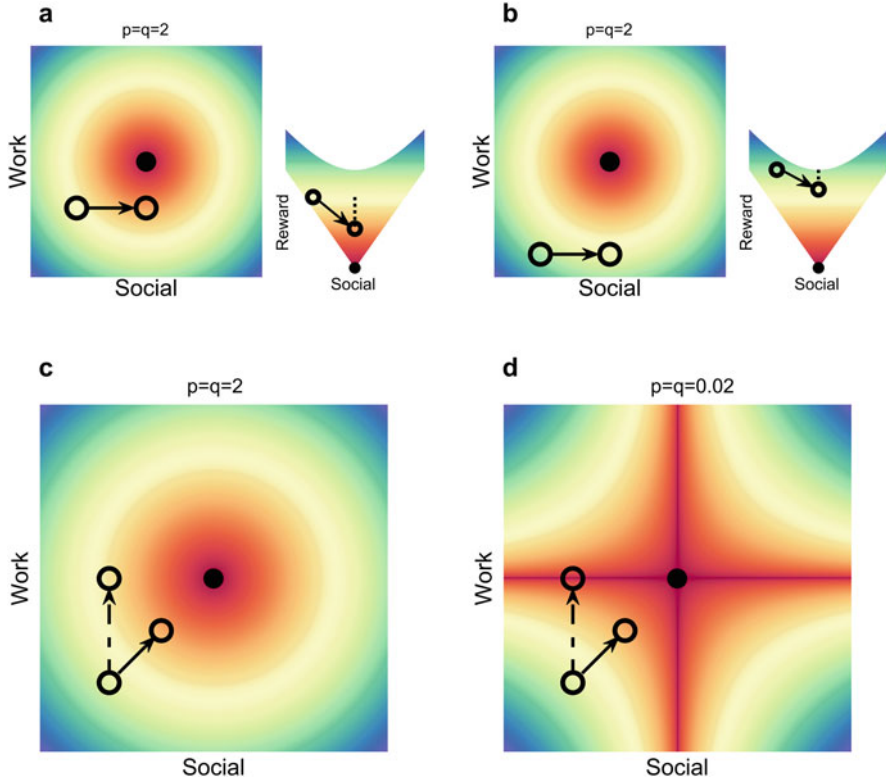 a
p=q=2
Work
Social
Reward
Social
b
p=q=2
Work
Social
Reward
Social
c
p=q=2
Work
Social
d
p=q=0.02
Work
Social